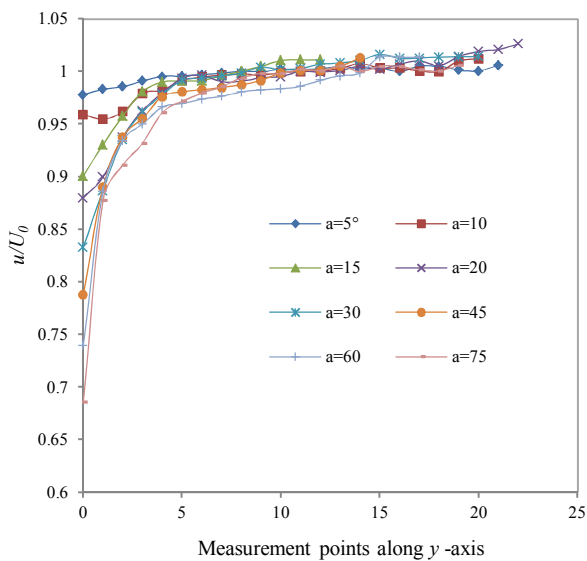 1.05
1
0.95
0.9
0.85
0.8
0.75
0.7
0.65
0.6
u/U0
a=5° a=10
a=15 a=20
a=30 a=45
a=60 a=75
0 5 10 15 20 25
Measurement points along y -axis